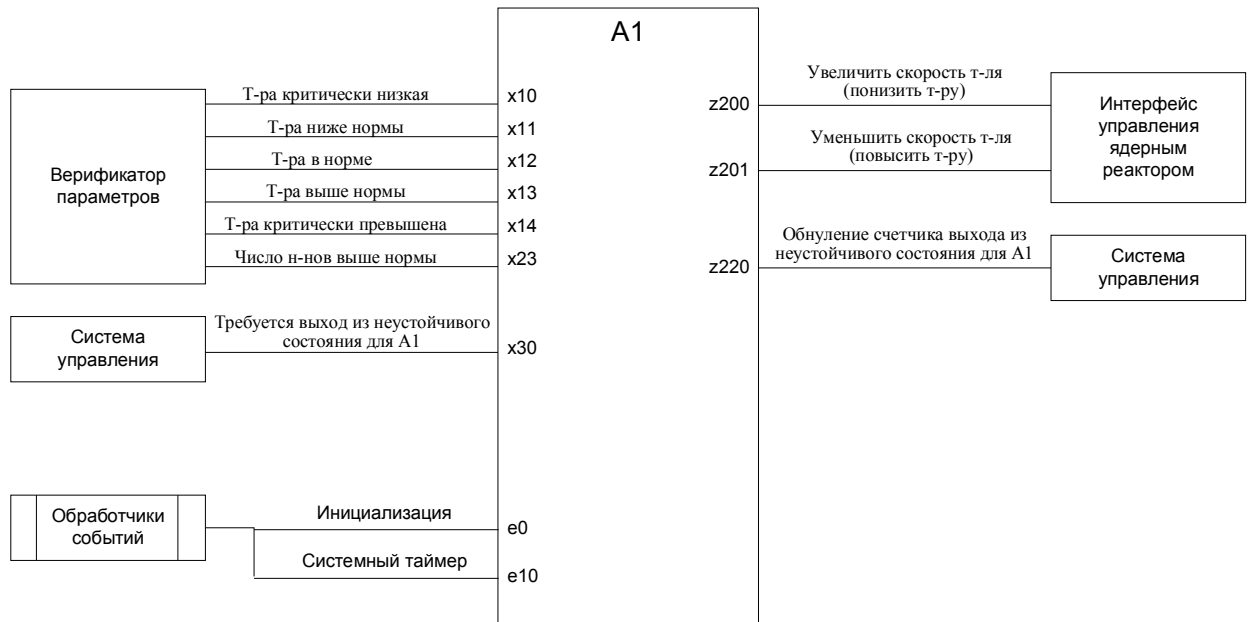 A1
Верификатор
параметров
Т-ра критически низкая
x10
Т-ра ниже нормы
x11
Т-ра в норме
x12
Т-ра выше нормы
x13
Т-ра критически превышена
x14
Число н-нов выше нормы
x23
Система
управления
Требуется выход из неустойчивого
состояния для А1
x30
Обработчики
событий
Инициализация
e0
Системный таймер
e10
z200
Увеличить скорость т-ля
(понизить т-ру)
z201
Уменьшить скорость т-ля
(повысить т-ру)
Интерфейс
управления
ядерным
реактором
z220
Обнуление счетчика выхода из
неустойчивого состояния для А1
Система
управления